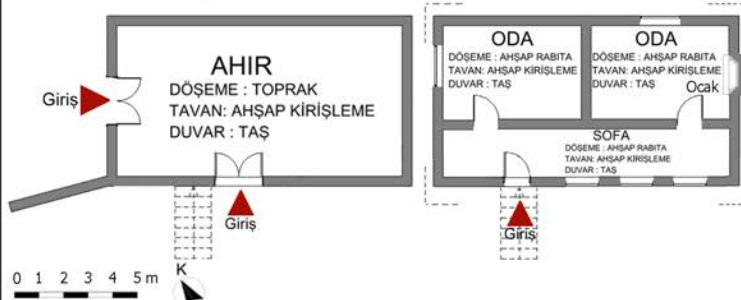 AHIR
DÖŞEME : TOPRAK
TAVAN: AHŞAP KİRİŞLEME
DUVAR : TAŞ
Giriş
Giriş
ODA
DÖŞEME : AHŞAP RABITA
TAVAN: AHŞAP KİRİŞLEME
DUVAR : TAŞ
ODA
DÖŞEME : AHŞAP RABITA
TAVAN: AHŞAP KİRİŞLEME
DUVAR : TAŞ
Ocak
SOFA
DÖŞEME : AHŞAP RABITA
TAVAN: AHŞAP KİRİŞLEME
DUVAR : TAŞ
Giriş
0 1 2 3 4 5 m
K